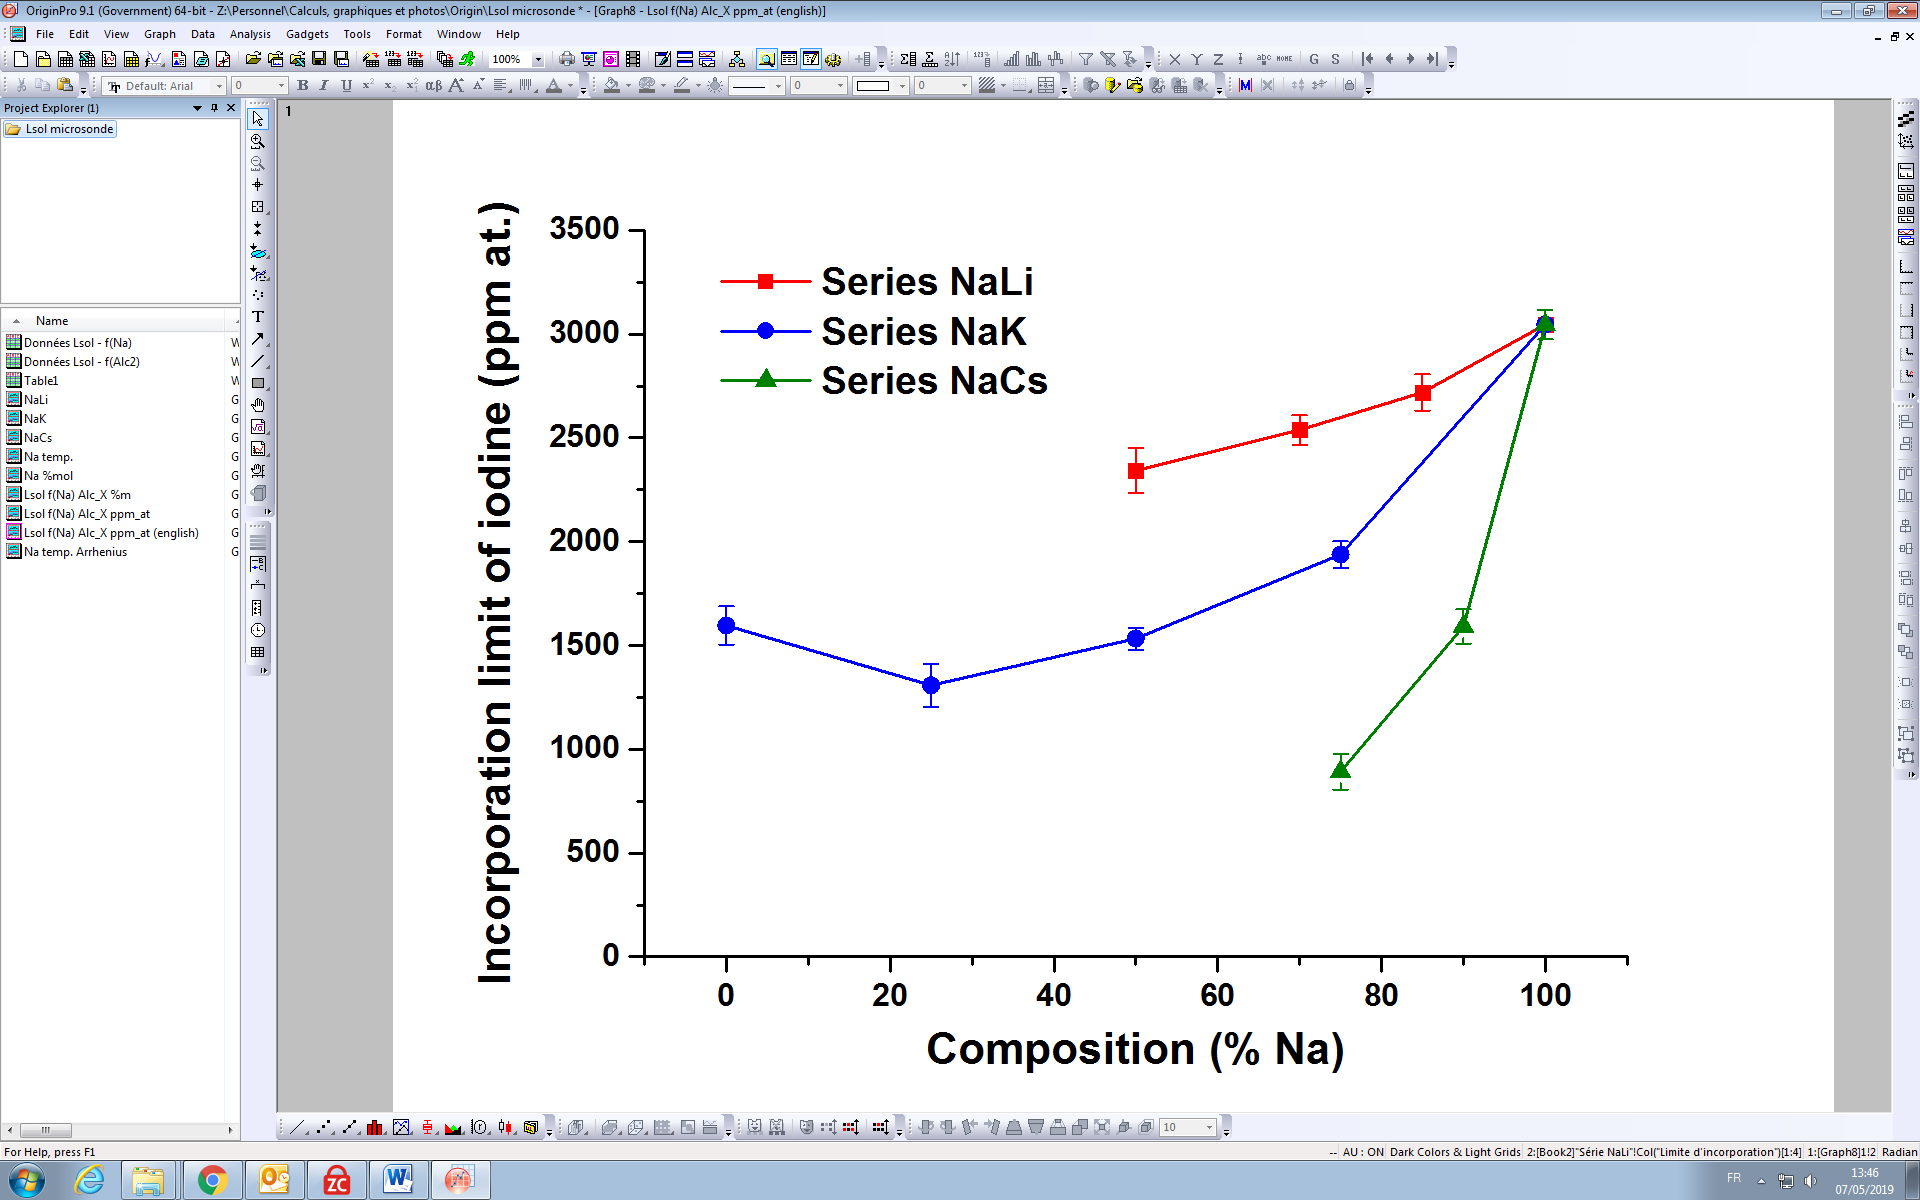 OriginPro 9.1 (Government) 64-bit - Z:\Personnel\Calculs, graphiques et photos\Origin\Lsol microsonde * - [Graph8 - Lsol f(Na) Alc_X ppm_at (english)]
File Edit View Graph Data Analysis Gadgets Tools Format Window Help
100%
Default: Arial 0 B I U 0 0
Project Explorer (1)
Lsol microsonde
Name
Données Lsol - f(Na) W
Données Lsol - f(Alc2) W
Table1 W
NaLi G
NaK G
NaCs G
Na temp. G
Na %mol G
Lsol f(Na) Alc_X %m G
Lsol f(Na) Alc_X ppm_at G
Lsol f(Na) Alc_X ppm_at (english) G
Na temp. Arrhenius G
1
Incorporation limit of iodine (ppm at.)
3500
3000
2500
2000
1500
1000
500
0
Series NaLi
Series NaK
Series NaCs
0 20 40 60 80 100
Composition (% Na)
10
For Help, press F1
-- AU : ON Dark Colors & Light Grids 2:[Book2]"Série NaLi"!Col("Limite d'incorporation")[1:4] 1:[Graph8]1!2 Radian
FR
13:46
07/05/2019